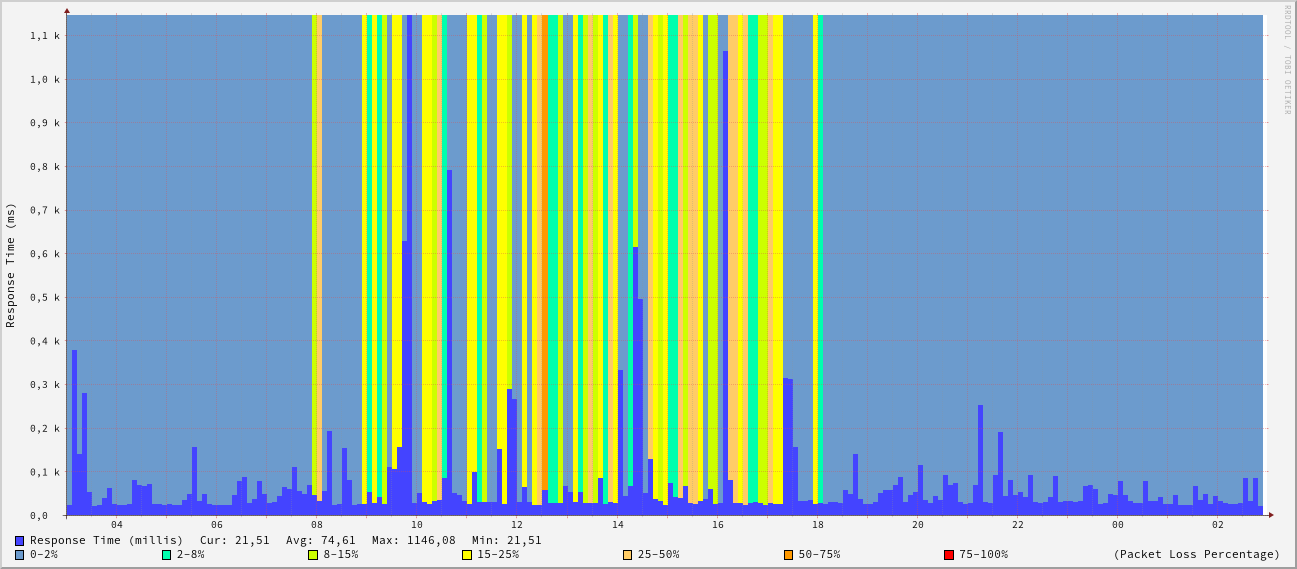 RRDTOOL / TOBI OETIKER
Response Time (ms)
1,1 k
1,0 k
0,9 k
0,8 k
0,7 k
0,6 k
0,5 k
0,4 k
0,3 k
0,2 k
0,1 k
0,0
04 06 08 10 12 14 16 18 20 22 00 02
Response Time (millis) Cur: 21,51 Avg: 74,61 Max: 1146,08 Min: 21,51
0-2% 2-8% 8-15% 15-25% 25-50% 50-75% 75-100% (Packet Loss Percentage)